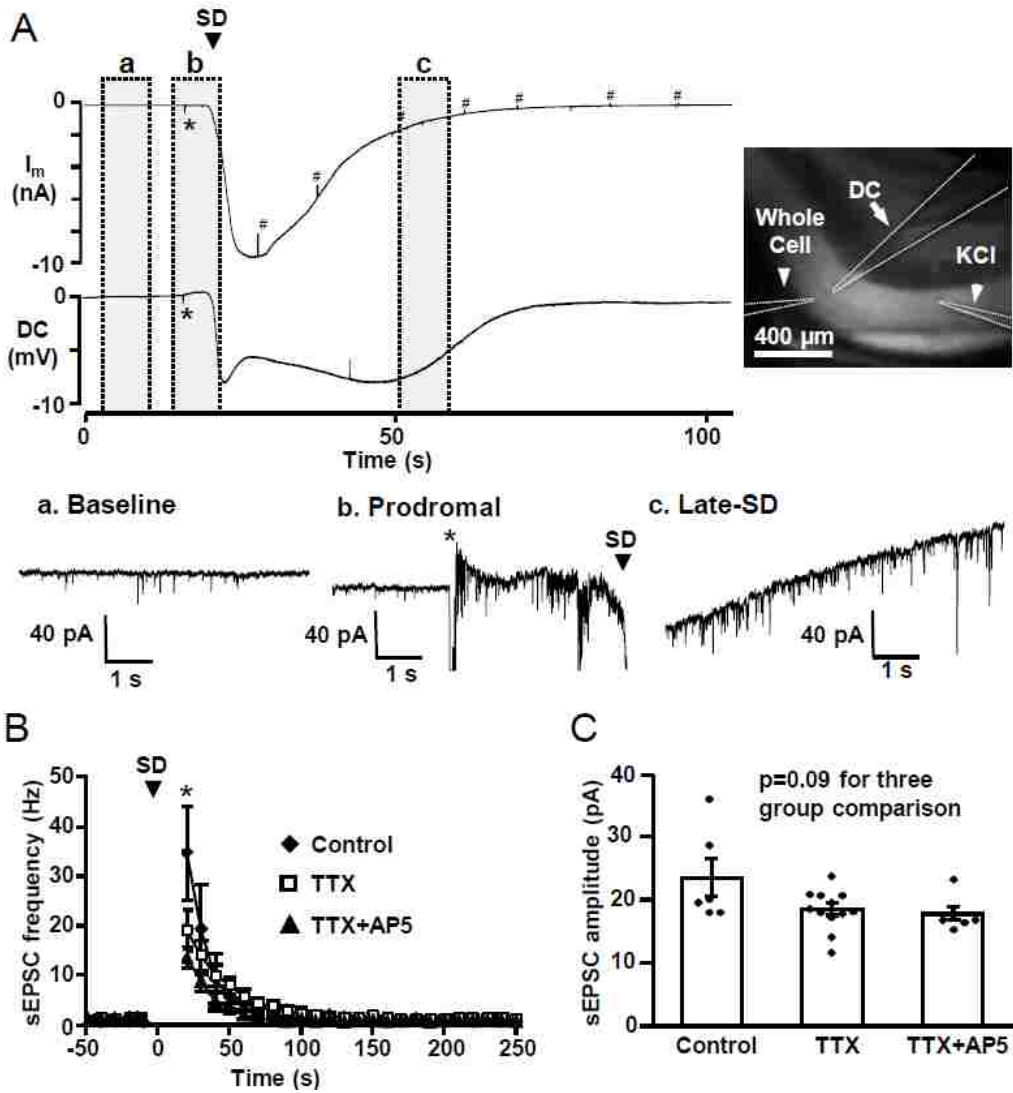 A
SD
a
b
c
0
I_m
(nA)
-10
*
#
#
#
#
#
#
#
0
DC
(mV)
-10
*
0
50
100
Time (s)
DC
Whole
Cell
KCl
400 µm
a. Baseline
40 pA
1 s
b. Prodromal
*
SD
40 pA
1 s
c. Late-SD
40 pA
1 s
B
SD
sEPSC frequency (Hz)
50
40
30
20
10
0
*
Control
TTX
TTX+AP5
-50
0
50
100
150
200
250
Time (s)
C
sEPSC amplitude (pA)
40
30
20
10
0
p=0.09 for three
group comparison
Control
TTX
TTX+AP5